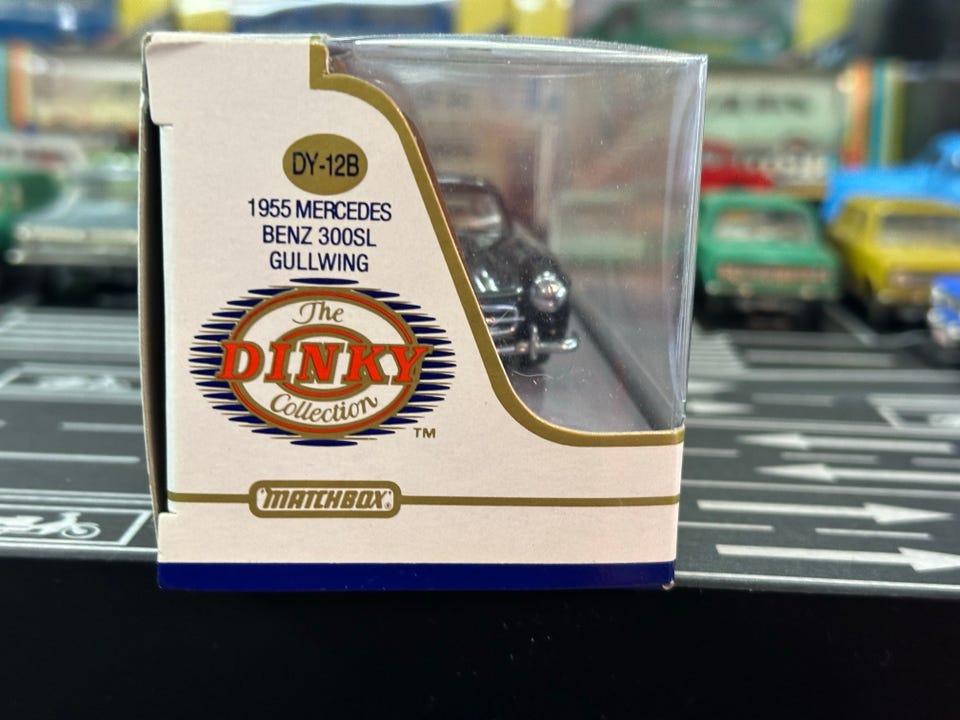 DY-12B
1955 MERCEDES
BENZ 300SL
GULLWING
The
DINKY
Collection
TM
"MATCHBOX"®